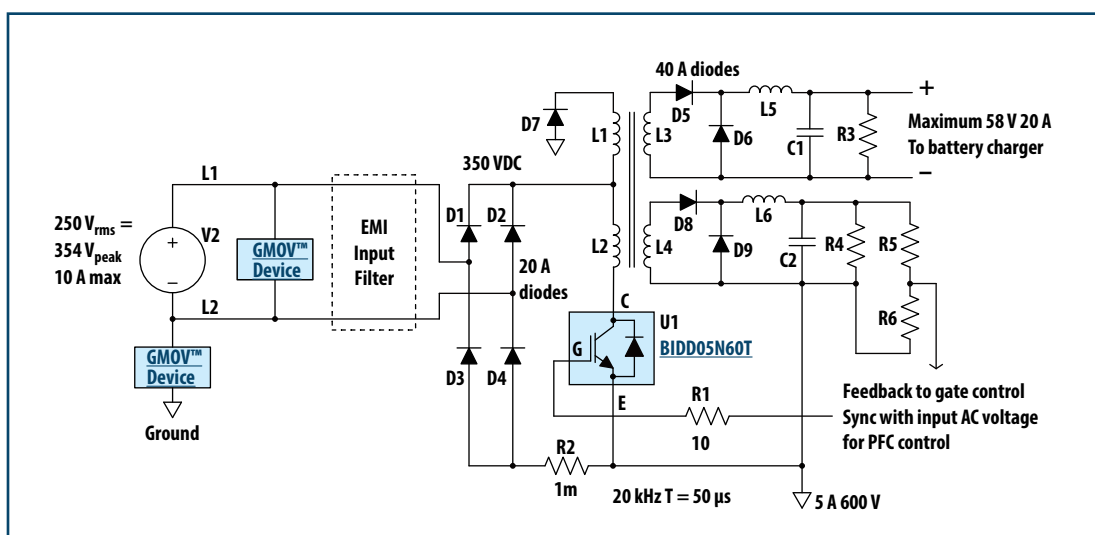 40 A diodes
D7
L1
L3
D5
D6
L5
C1
R3
+
Maximum 58 V 20 A
To battery charger
–
350 VDC
L1
250 Vrms =
354 Vpeak
10 A max
+
V2
–
GMOV™
Device
EMI
Input
Filter
D1
D2
20 A
diodes
L2
L4
D8
D9
L6
C2
R4
R5
R6
L2
GMOV™
Device
Ground
D3
D4
C
G
E
U1
BIDD05N60T
R1
10
Feedback to gate control
Sync with input AC voltage
for PFC control
R2
1m
20 kHz T = 50 µs
5 A 600 V